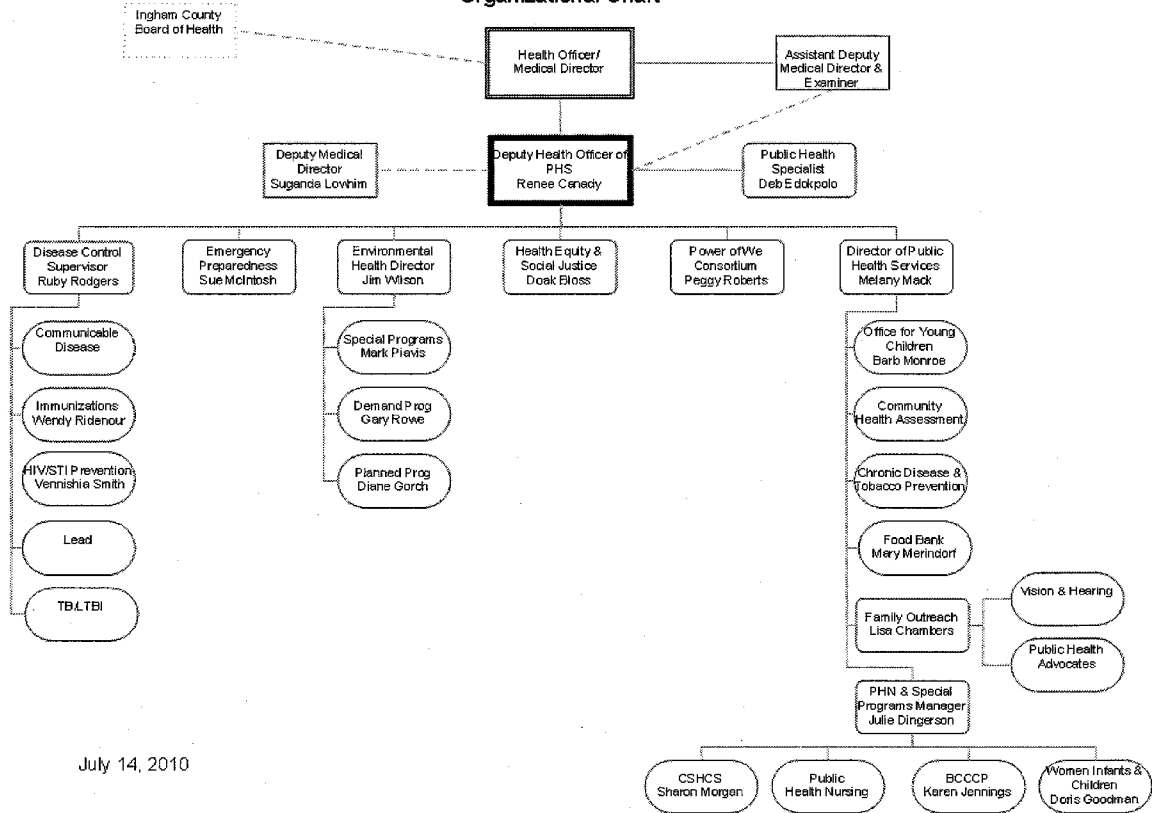 Organizational Chart
Ingham County
Board of Health
Health Officer/
Medical Director
Assistant Deputy
Medical Director &
Examiner
Deputy Medical
Director
Suganda Lovhim
Deputy Health Officer of
PHS
Renee Canady
Public Health
Specialist
Deb Edokpolo
Disease Control
Supervisor
Ruby Rodgers
Emergency
Preparedness
Sue McIntosh
Environmental
Health Director
Jim Wilson
Health Equity &
Social Justice
Doak Bloss
Power of We
Consortium
Peggy Roberts
Director of Public
Health Services
Melany Mack
Communicable
Disease
Immunizations
Wendy Ridenour
HIV/STI Prevention
Vennishia Smith
Lead
TB/LTBI
Special Programs
Mark Piavis
Demand Prog
Gary Rowe
Planned Prog
Diane Gorch
Office for Young
Children
Barb Monroe
Community
Health Assessment
Chronic Disease &
Tobacco Prevention
Food Bank
Mary Merindorf
Family Outreach
Lisa Chambers
Vision & Hearing
Public Health
Advocates
PHN & Special
Programs Manager
Julie Dingerson
CSHCS
Sharon Morgan
Public
Health Nursing
BCCCP
Karen Jennings
Women Infants &
Children
Doris Goodman
July 14, 2010